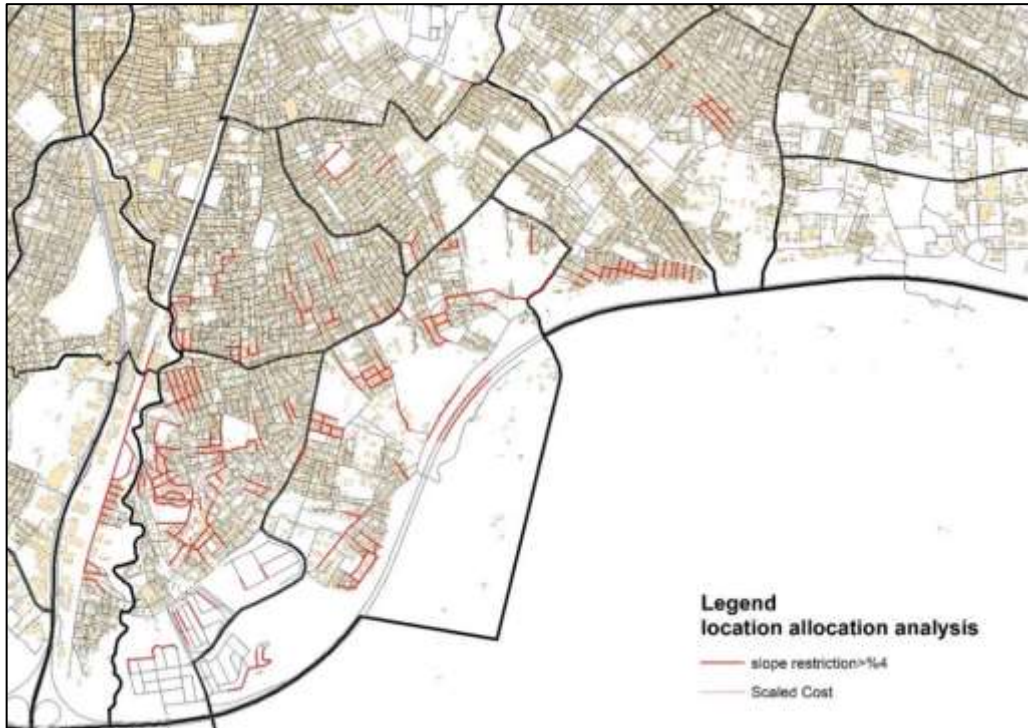 Legend
location allocation analysis
slope restriction>%4
Scaled Cost